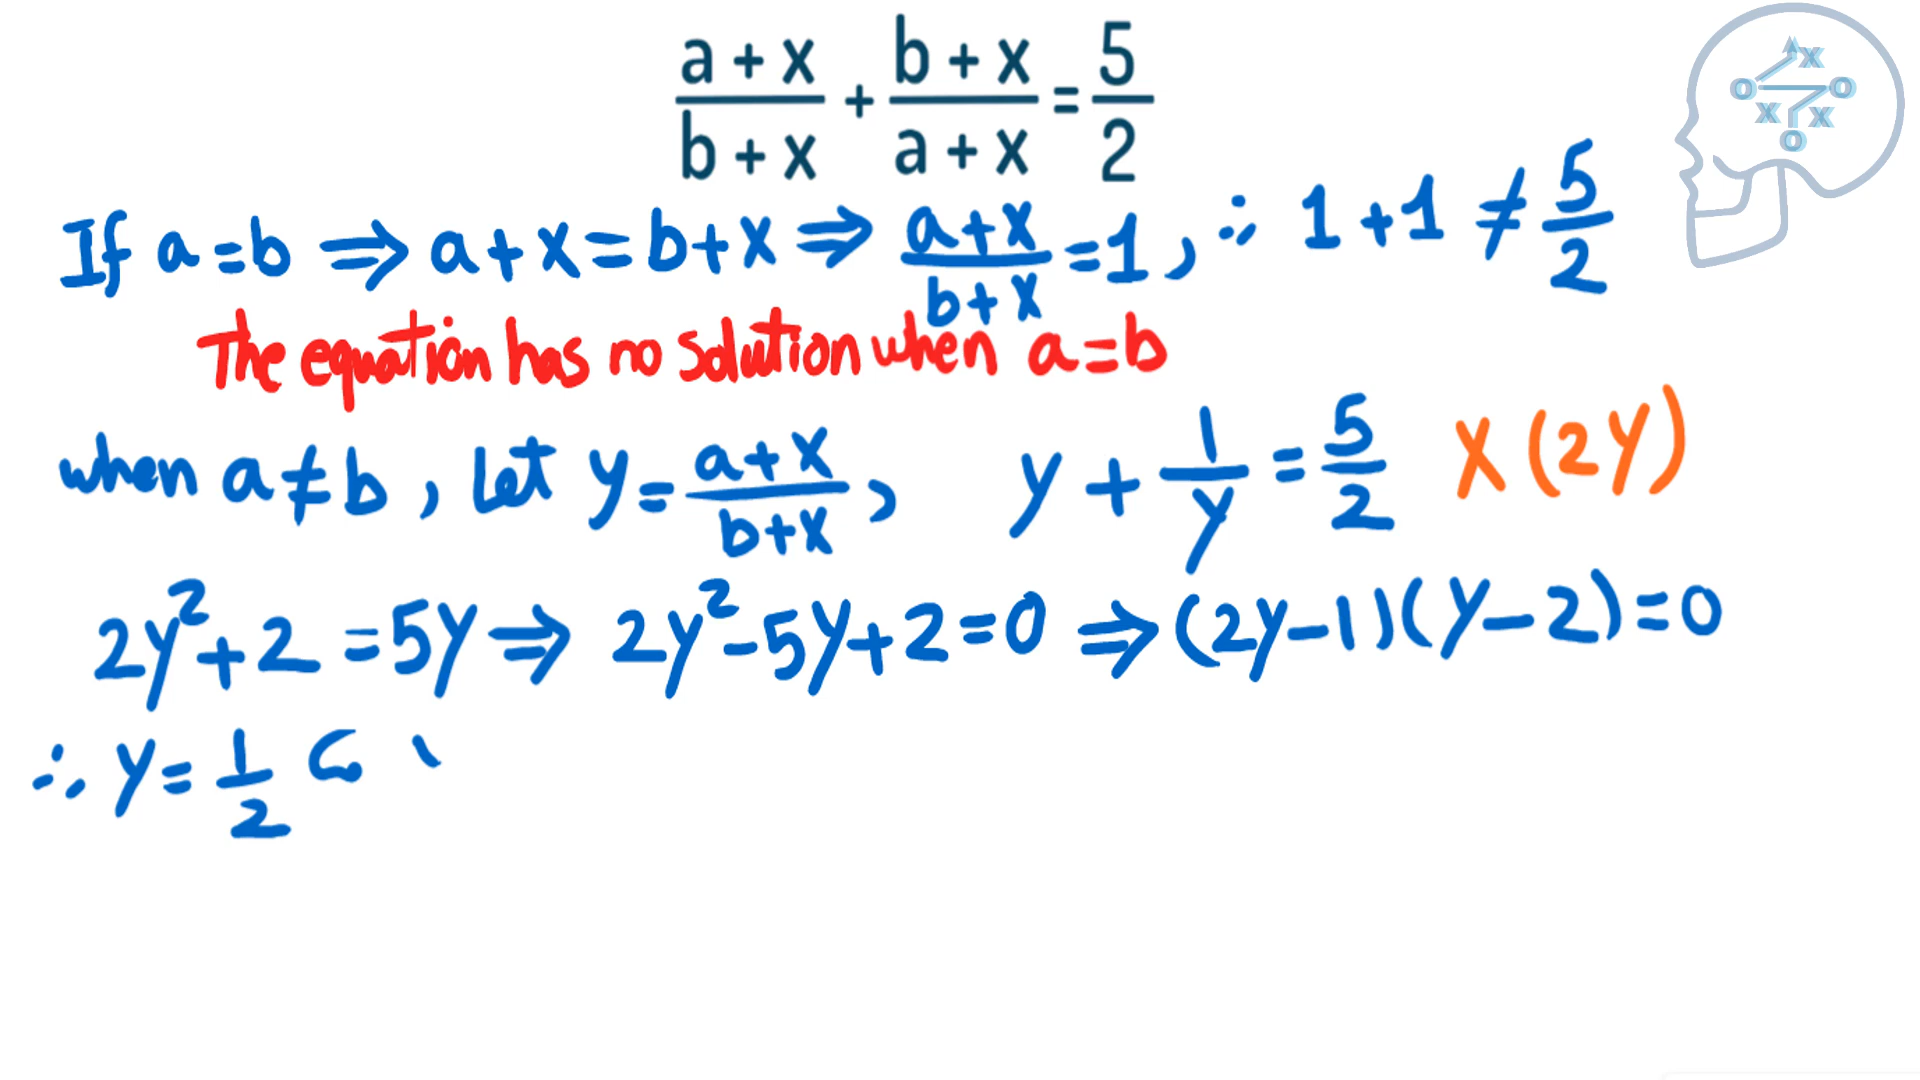 (a + x)/(b + x) + (b + x)/(a + x) = 5/2
If a=b ⇒ a+x=b+x ⇒ (a+x)/(b+x) =1, ∴ 1+1 ≠ 5/2
The equation has no solution when a=b
when a≠b, Let y= (a+x)/(b+x), y + 1/y = 5/2 X(2y)
2y²+2 =5y ⇒ 2y²-5y+2=0 ⇒ (2y-1)(y-2)=0
∴ y= 1/2
A X
O O
X X
O